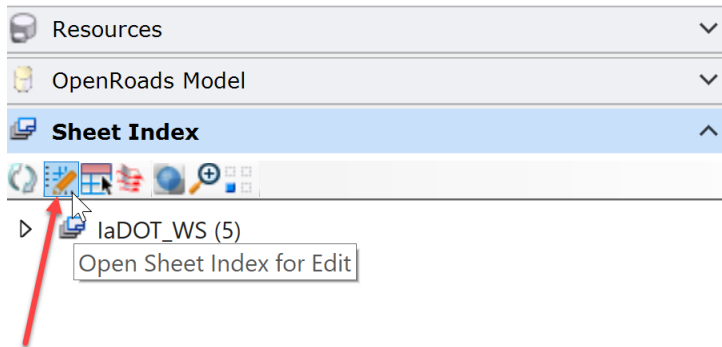 Resources
OpenRoads Model
Sheet Index
IaDOT_WS (5)
Open Sheet Index for Edit